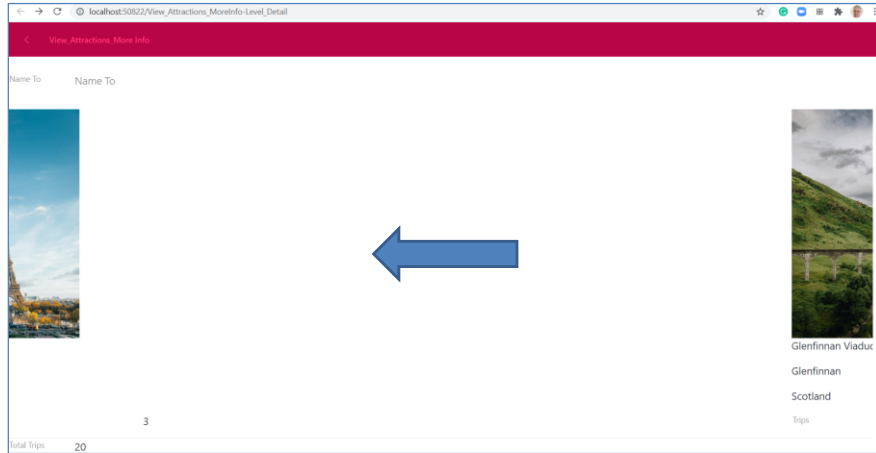 localhost:50822/View_Attractions_MoreInfo-Level_Detail
View_Attractions_More Info
Name To
Name To
Glenfinnan Viaduc
Glenfinnan
Scotland
Trips
3
Total Trips
20